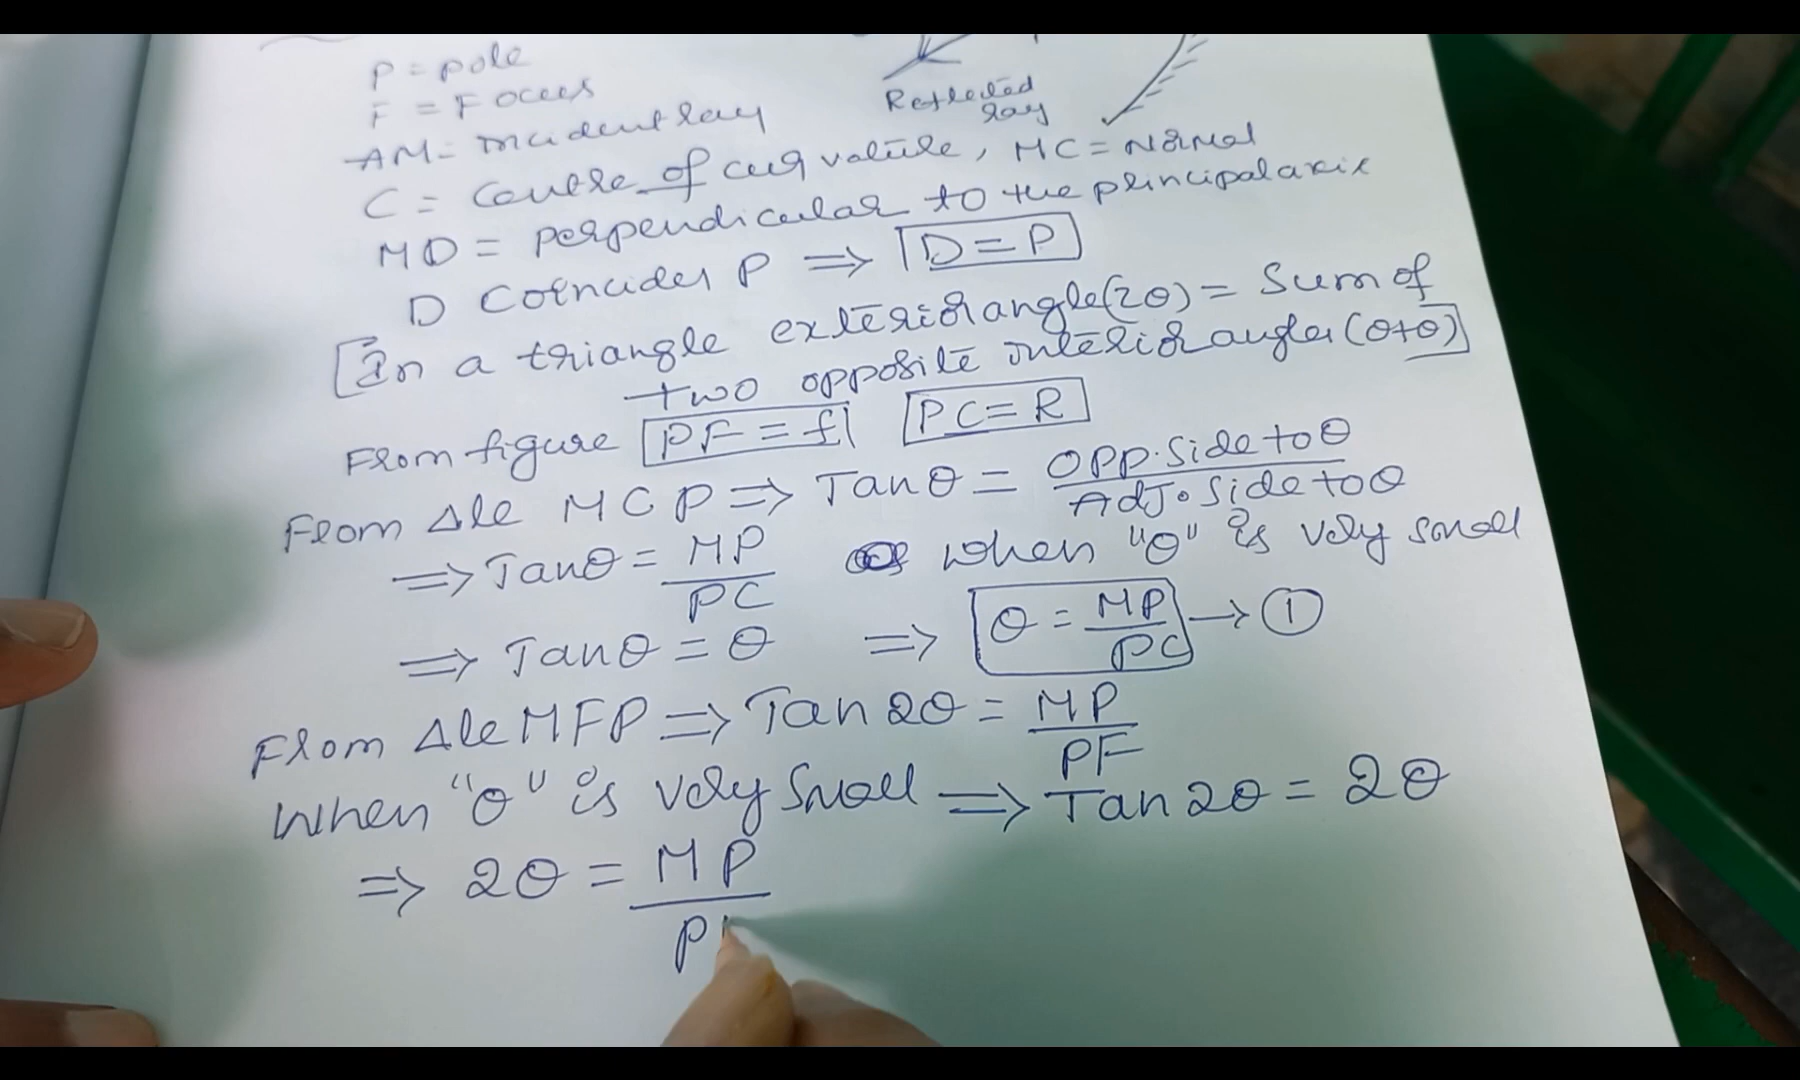 P = pole
F = Focus
Reflected
ray
AM = Incident ray
C = Centre of curvature, MC = Normal
MD = perpendicular to the principal axis
D Coincides P ⇒ D = P
[In a triangle exterior angle (2θ) = Sum of
two opposite interior angles (θ+θ)]
From figure PF = f PC = R
From Δle MCP ⇒ Tanθ = Opp. Side to θ / Adj. Side to θ
⇒ Tanθ = MP / PC when "θ" is very small
⇒ Tanθ = θ ⇒ θ = MP / PC → ①
From Δle MFP ⇒ Tan 2θ = MP / PF
When "θ" is very Small ⇒ Tan 2θ = 2θ
⇒ 2θ = MP / P